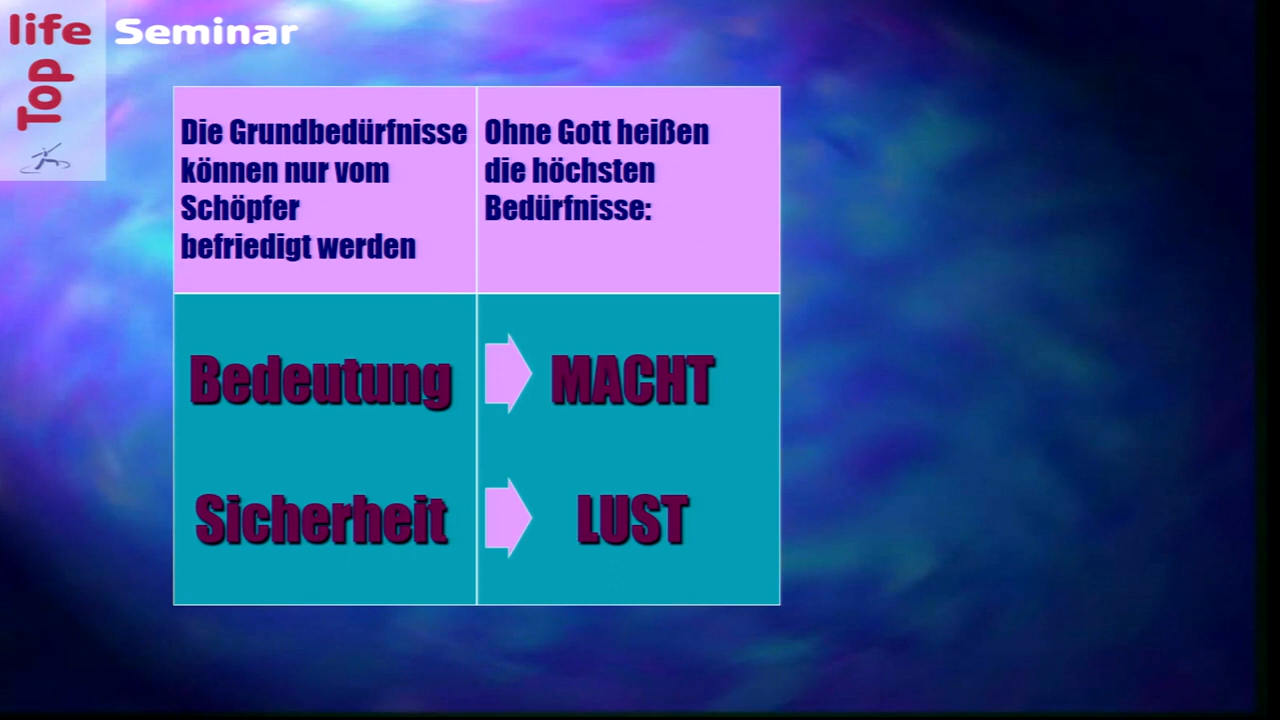 life Seminar
Top
Die Grundbedürfnisse
können nur vom
Schöpfer
befriedigt werden
Ohne Gott heißen
die höchsten
Bedürfnisse:
Bedeutung
MACHT
Sicherheit
LUST